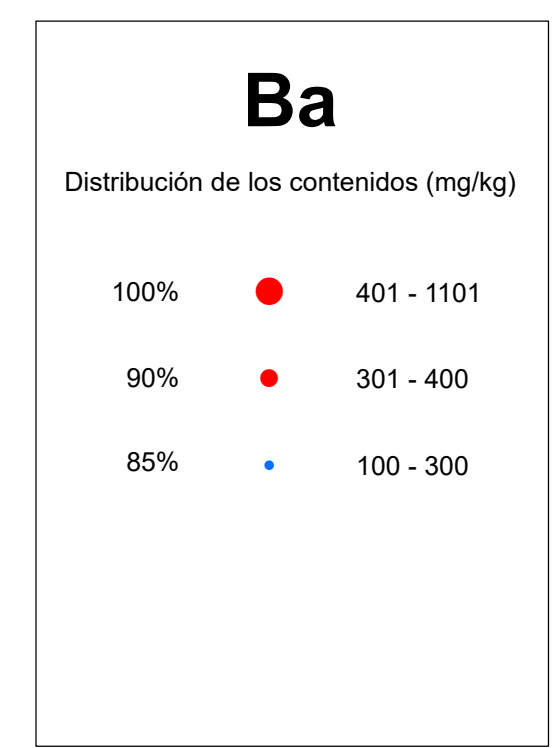 Ba
Distribución de los contenidos (mg/kg)
100% 401 - 1101
90% 301 - 400
85% 100 - 300